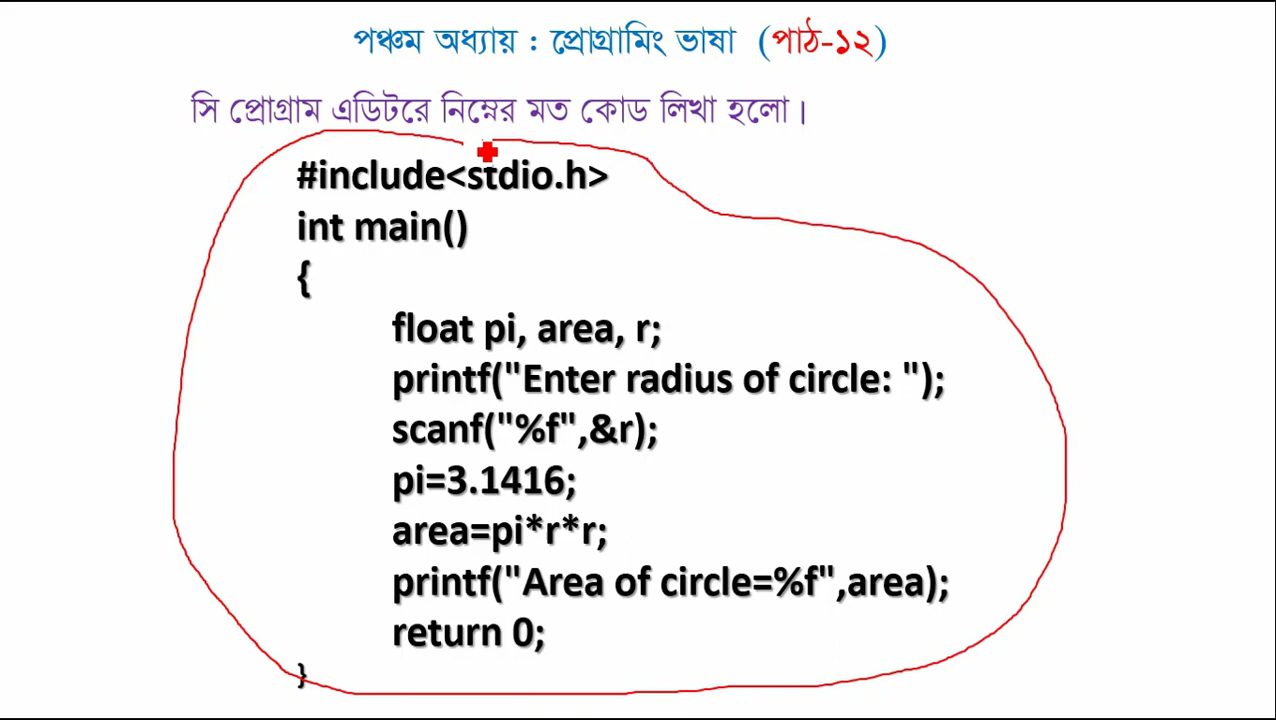 পঞ্চম অধ্যায় : প্রোগ্রামিং ভাষা (পাঠ-১২)
সি প্রোগ্রাম এডিটরে নিম্নের মত কোড লিখা হলো।
#include<stdio.h>
int main()
{
float pi, area, r;
printf("Enter radius of circle: ");
scanf("%f",&r);
pi=3.1416;
area=pi*r*r;
printf("Area of circle=%f",area);
return 0;
}